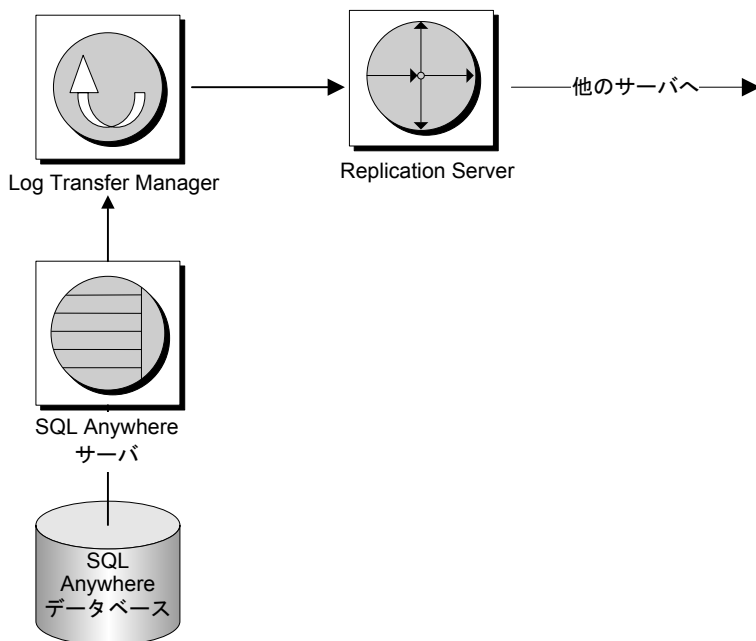 Log Transfer Manager
Replication Server
他のサーバへ
SQL Anywhere
サーバ
SQL
Anywhere
データベース